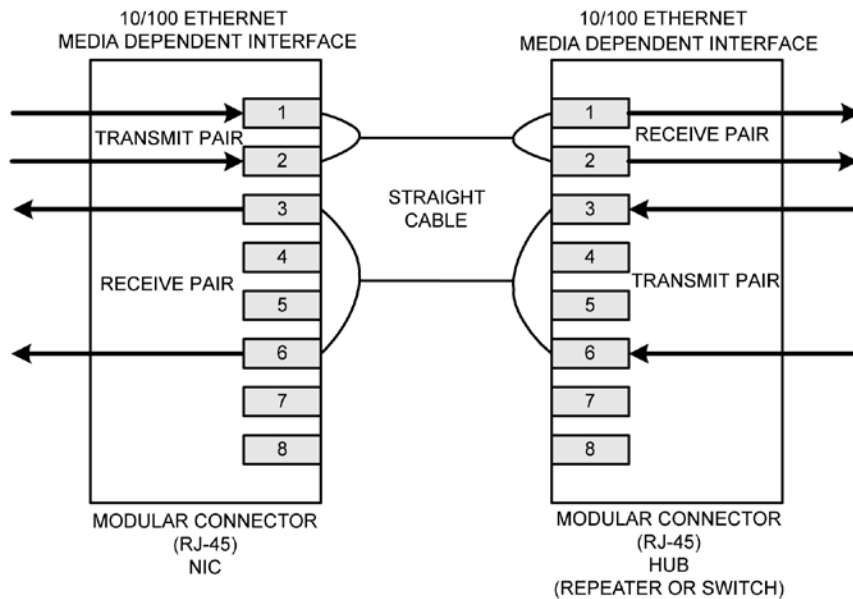 10/100 ETHERNET
MEDIA DEPENDENT INTERFACE
10/100 ETHERNET
MEDIA DEPENDENT INTERFACE
1
TRANSMIT PAIR
2
3
4
RECEIVE PAIR
5
6
7
8
STRAIGHT
CABLE
1
RECEIVE PAIR
2
3
4
TRANSMIT PAIR
5
6
7
8
MODULAR CONNECTOR
(RJ-45)
NIC
MODULAR CONNECTOR
(RJ-45)
HUB
(REPEATER OR SWITCH)